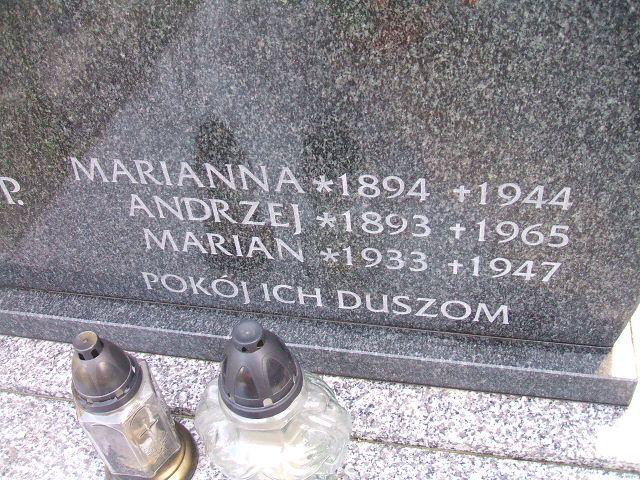 P.
MARIANNA *1894 +1944
ANDRZEJ *1893 +1965
MARIAN *1933 +1947
POKÓJ ICH DUSZOM